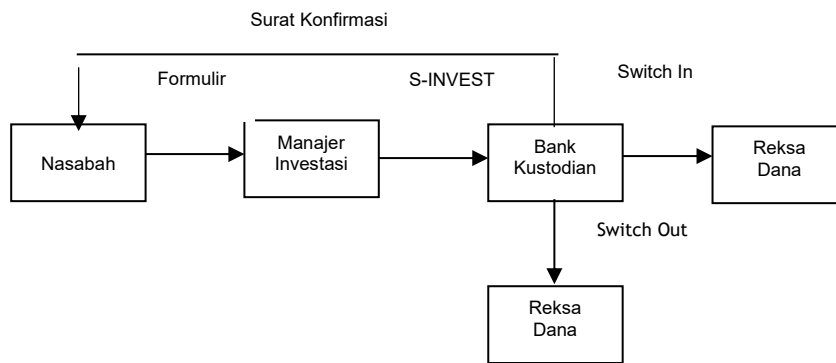 Surat Konfirmasi
Formulir
S-INVEST
Switch In
Nasabah
Manajer
Investasi
Bank
Kustodian
Reksa
Dana
Switch Out
Reksa
Dana